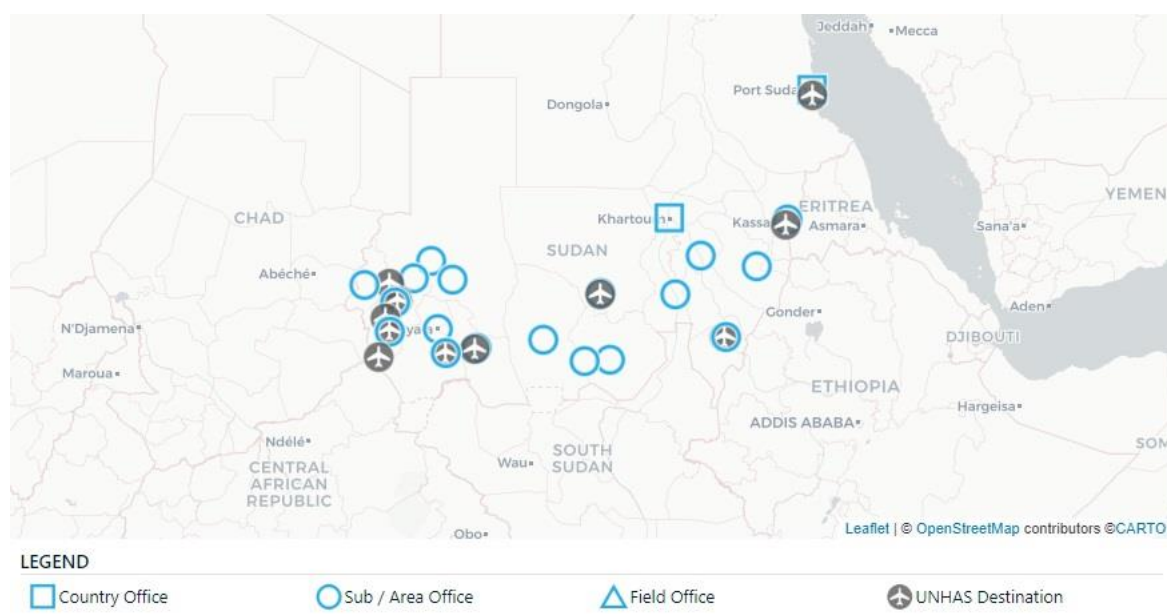 Jeddah
Mecca
Port Suda
Dongola
YEMEN
CHAD
Khartou
Kassa
ERITREA
Asmara
Sana'a
SUDAN
Abéché
Aden
N'Djamena
yala
Gonder
DJIBOUTI
Maroua
ETHIOPIA
Hargeisa
ADDIS ABABA
Ndélé
SOUTH
SUDAN
SOM
Wau
CENTRAL
AFRICAN
REPUBLIC
Obo
Leaflet | © OpenStreetMap contributors ©CARTO
LEGEND
Country Office
Sub / Area Office
Field Office
UNHAS Destination